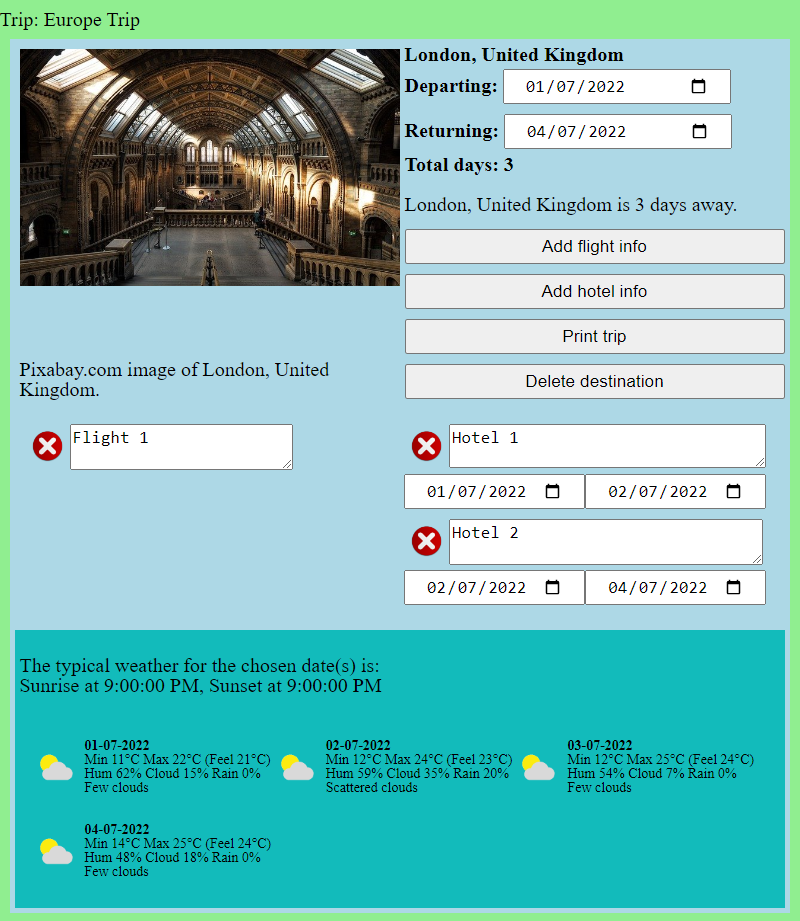 Trip: Europe Trip
London, United Kingdom
Departing: 01/07/2022
Returning: 04/07/2022
Total days: 3
London, United Kingdom is 3 days away.
Add flight info
Add hotel info
Print trip
Delete destination
Pixabay.com image of London, United
Kingdom.
Flight 1
Hotel 1
01/07/2022 02/07/2022
Hotel 2
02/07/2022 04/07/2022
The typical weather for the chosen date(s) is:
Sunrise at 9:00:00 PM, Sunset at 9:00:00 PM
01-07-2022
Min 11°C Max 22°C (Feel 21°C)
Hum 62% Cloud 15% Rain 0%
Few clouds
02-07-2022
Min 12°C Max 24°C (Feel 23°C)
Hum 59% Cloud 35% Rain 20%
Scattered clouds
03-07-2022
Min 12°C Max 25°C (Feel 24°C)
Hum 54% Cloud 7% Rain 0%
Few clouds
04-07-2022
Min 14°C Max 25°C (Feel 24°C)
Hum 48% Cloud 18% Rain 0%
Few clouds